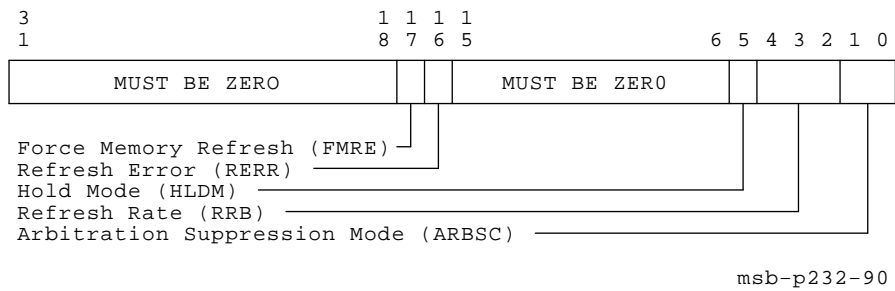 3 1 1 1 1
1 8 7 6 5 6 5 4 3 2 1 0
MUST BE ZERO MUST BE ZER0
Force Memory Refresh (FMRE)
Refresh Error (RERR)
Hold Mode (HLDM)
Refresh Rate (RRB)
Arbitration Suppression Mode (ARBSC)
msb-p232-90